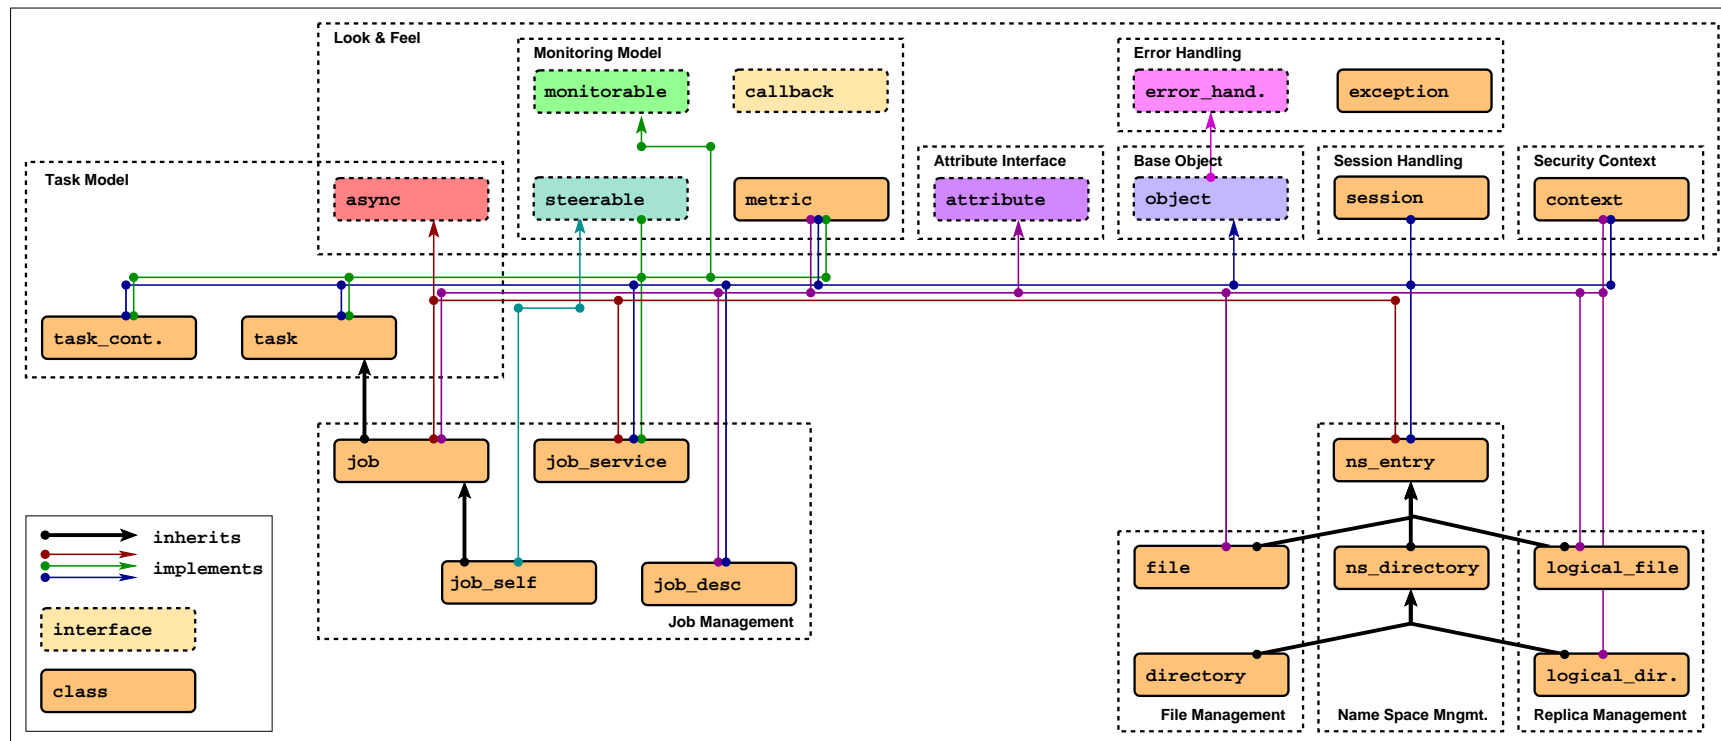 Look & Feel
Monitoring Model
Error Handling
monitorable
callback
error_hand.
exception
Task Model
Attribute Interface
Base Object
Session Handling
Security Context
async
steerable
metric
attribute
object
session
context
task_cont.
task
job
job_service
ns_entry
inherits
implements
job_self
job_desc
file
ns_directory
logical_file
interface
Job Management
class
directory
logical_dir.
File Management
Name Space Mngmt.
Replica Management